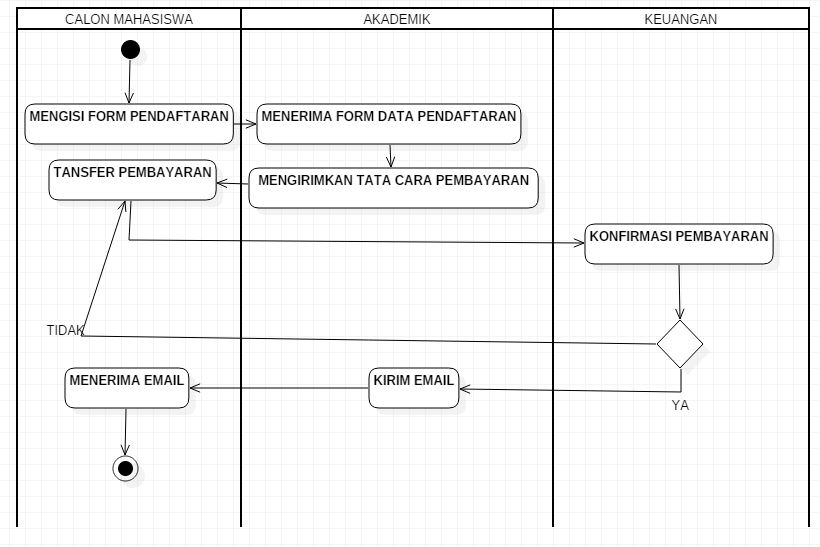 CALON MAHASISWA
AKADEMIK
KEUANGAN
MENGISI FORM PENDAFTARAN
MENERIMA FORM DATA PENDAFTARAN
TANSFER PEMBAYARAN
MENGIRIMKAN TATA CARA PEMBAYARAN
KONFIRMASI PEMBAYARAN
TIDAK
MENERIMA EMAIL
KIRIM EMAIL
YA